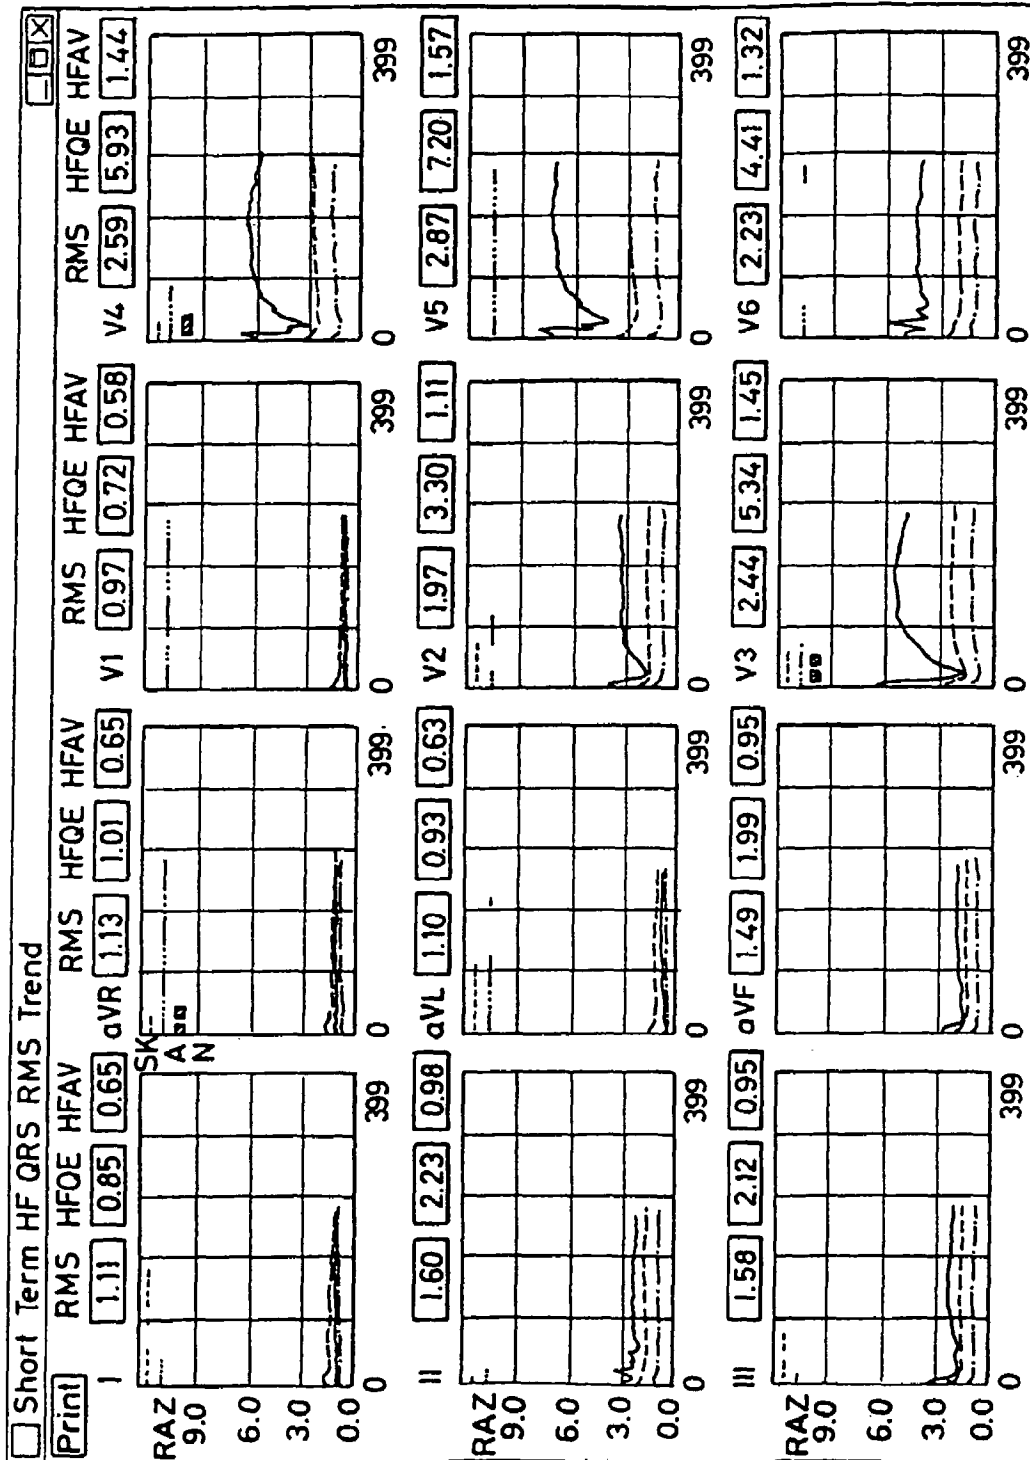 Short Term HF QRS RMS Trend
Print
I RMS 1.11 HFQE 0.85 HFAV 0.65
aVR RMS 1.13 HFQE 1.01 HFAV 0.65
V1 RMS 0.97 HFQE 0.72 HFAV 0.58
V4 RMS 2.59 HFQE 5.93 HFAV 1.44
RAZ
9.0
6.0
3.0
0.0
SK
A
N
0 399 0 399 0 399 0 399
II 1.60 2.23 0.98
aVL 1.10 0.93 0.63
V2 1.97 3.30 1.11
V5 2.87 7.20 1.57
RAZ
9.0
6.0
3.0
0.0
0 399 0 399 0 399 0 399
III 1.58 2.12 0.95
aVF 1.49 1.99 0.95
V3 2.44 5.34 1.45
V6 2.23 4.41 1.32
RAZ
9.0
6.0
3.0
0.0
0 399 0 399 0 399 0 399